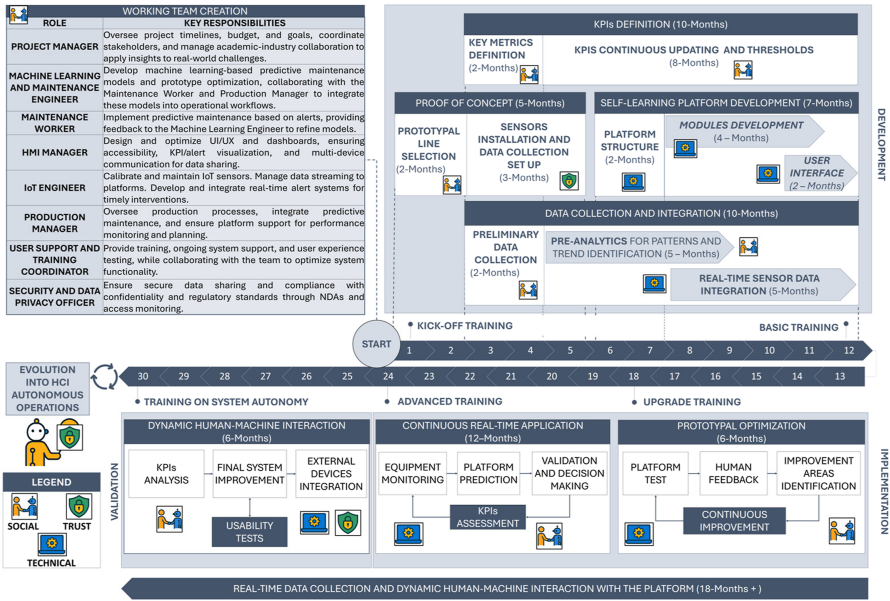 WORKING TEAM CREATION
ROLE
KEY RESPONSIBILITIES
PROJECT MANAGER
Oversee project timelines, budget, and goals, coordinate
stakeholders, and manage academic-industry collaboration to
apply insights to real-world challenges.
MACHINE LEARNING
AND MAINTENANCE
ENGINEER
Develop machine learning-based predictive maintenance
models and prototype optimization, collaborating with the
Maintenance Worker and Production Manager to integrate
these models into operational workflows.
MAINTENANCE
WORKER
Implement predictive maintenance based on alerts, providing
feedback to the Machine Learning Engineer to refine models.
HMI MANAGER
Design and optimize UI/UX and dashboards, ensuring
accessibility, KPI/alert visualization, and multi-device
communication for data sharing.
IoT ENGINEER
Calibrate and maintain IoT sensors. Manage data streaming to
platforms. Develop and integrate real-time alert systems for
timely interventions.
PRODUCTION
MANAGER
Oversee production processes, integrate predictive
maintenance, and ensure platform support for performance
monitoring and planning.
USER SUPPORT AND
TRAINING
COORDINATOR
Provide training, ongoing system support, and user experience
testing, while collaborating with the team to optimize system
functionality.
SECURITY AND DATA
PRIVACY OFFICER
Ensure secure data sharing and compliance with
confidentiality and regulatory standards through NDAs and
access monitoring.
KPIs DEFINITION (10-Months)
KEY METRICS
DEFINITION
(2-Months)
KPIS CONTINUOUS UPDATING AND THRESHOLDS
(8-Months)
PROOF OF CONCEPT (5-Months)
PROTOTYPAL
LINE
SELECTION
(2-Months)
SENSORS
INSTALLATION AND
DATA COLLECTION
SET UP
(3-Months)
SELF-LEARNING PLATFORM DEVELOPMENT (7-Months)
PLATFORM
STRUCTURE
(2-Months)
MODULES DEVELOPMENT
(4 – Months)
USER
INTERFACE
(2 – Months)
DATA COLLECTION AND INTEGRATION (10-Months)
PRELIMINARY
DATA
COLLECTION
(2-Months)
PRE-ANALYTICS FOR PATTERNS AND
TREND IDENTIFICATION (5 – Months)
REAL-TIME SENSOR DATA
INTEGRATION (5-Months)
DEVELOPMENT
START
KICK-OFF TRAINING
BASIC TRAINING
1 2 3 4 5 6 7 8 9 10 11 12
30 29 28 27 26 25 24 23 22 21 20 19 18 17 16 15 14 13
EVOLUTION
INTO HCI
AUTONOMOUS
OPERATIONS
TRAINING ON SYSTEM AUTONOMY
ADVANCED TRAINING
UPGRADE TRAINING
VALIDATION
DYNAMIC HUMAN-MACHINE INTERACTION
(6-Months)
KPIs
ANALYSIS
FINAL SYSTEM
IMPROVEMENT
EXTERNAL
DEVICES
INTEGRATION
USABILITY
TESTS
CONTINUOUS REAL-TIME APPLICATION
(12–Months)
EQUIPMENT
MONITORING
PLATFORM
PREDICTION
VALIDATION
AND DECISION
MAKING
KPIs
ASSESSMENT
PROTOTYPAL OPTIMIZATION
(6-Months)
PLATFORM
TEST
HUMAN
FEEDBACK
IMPROVEMENT
AREAS
IDENTIFICATION
CONTINUOUS
IMPROVEMENT
IMPLEMENTATION
LEGEND
SOCIAL
TRUST
TECHNICAL
REAL-TIME DATA COLLECTION AND DYNAMIC HUMAN-MACHINE INTERACTION WITH THE PLATFORM (18-Months + )